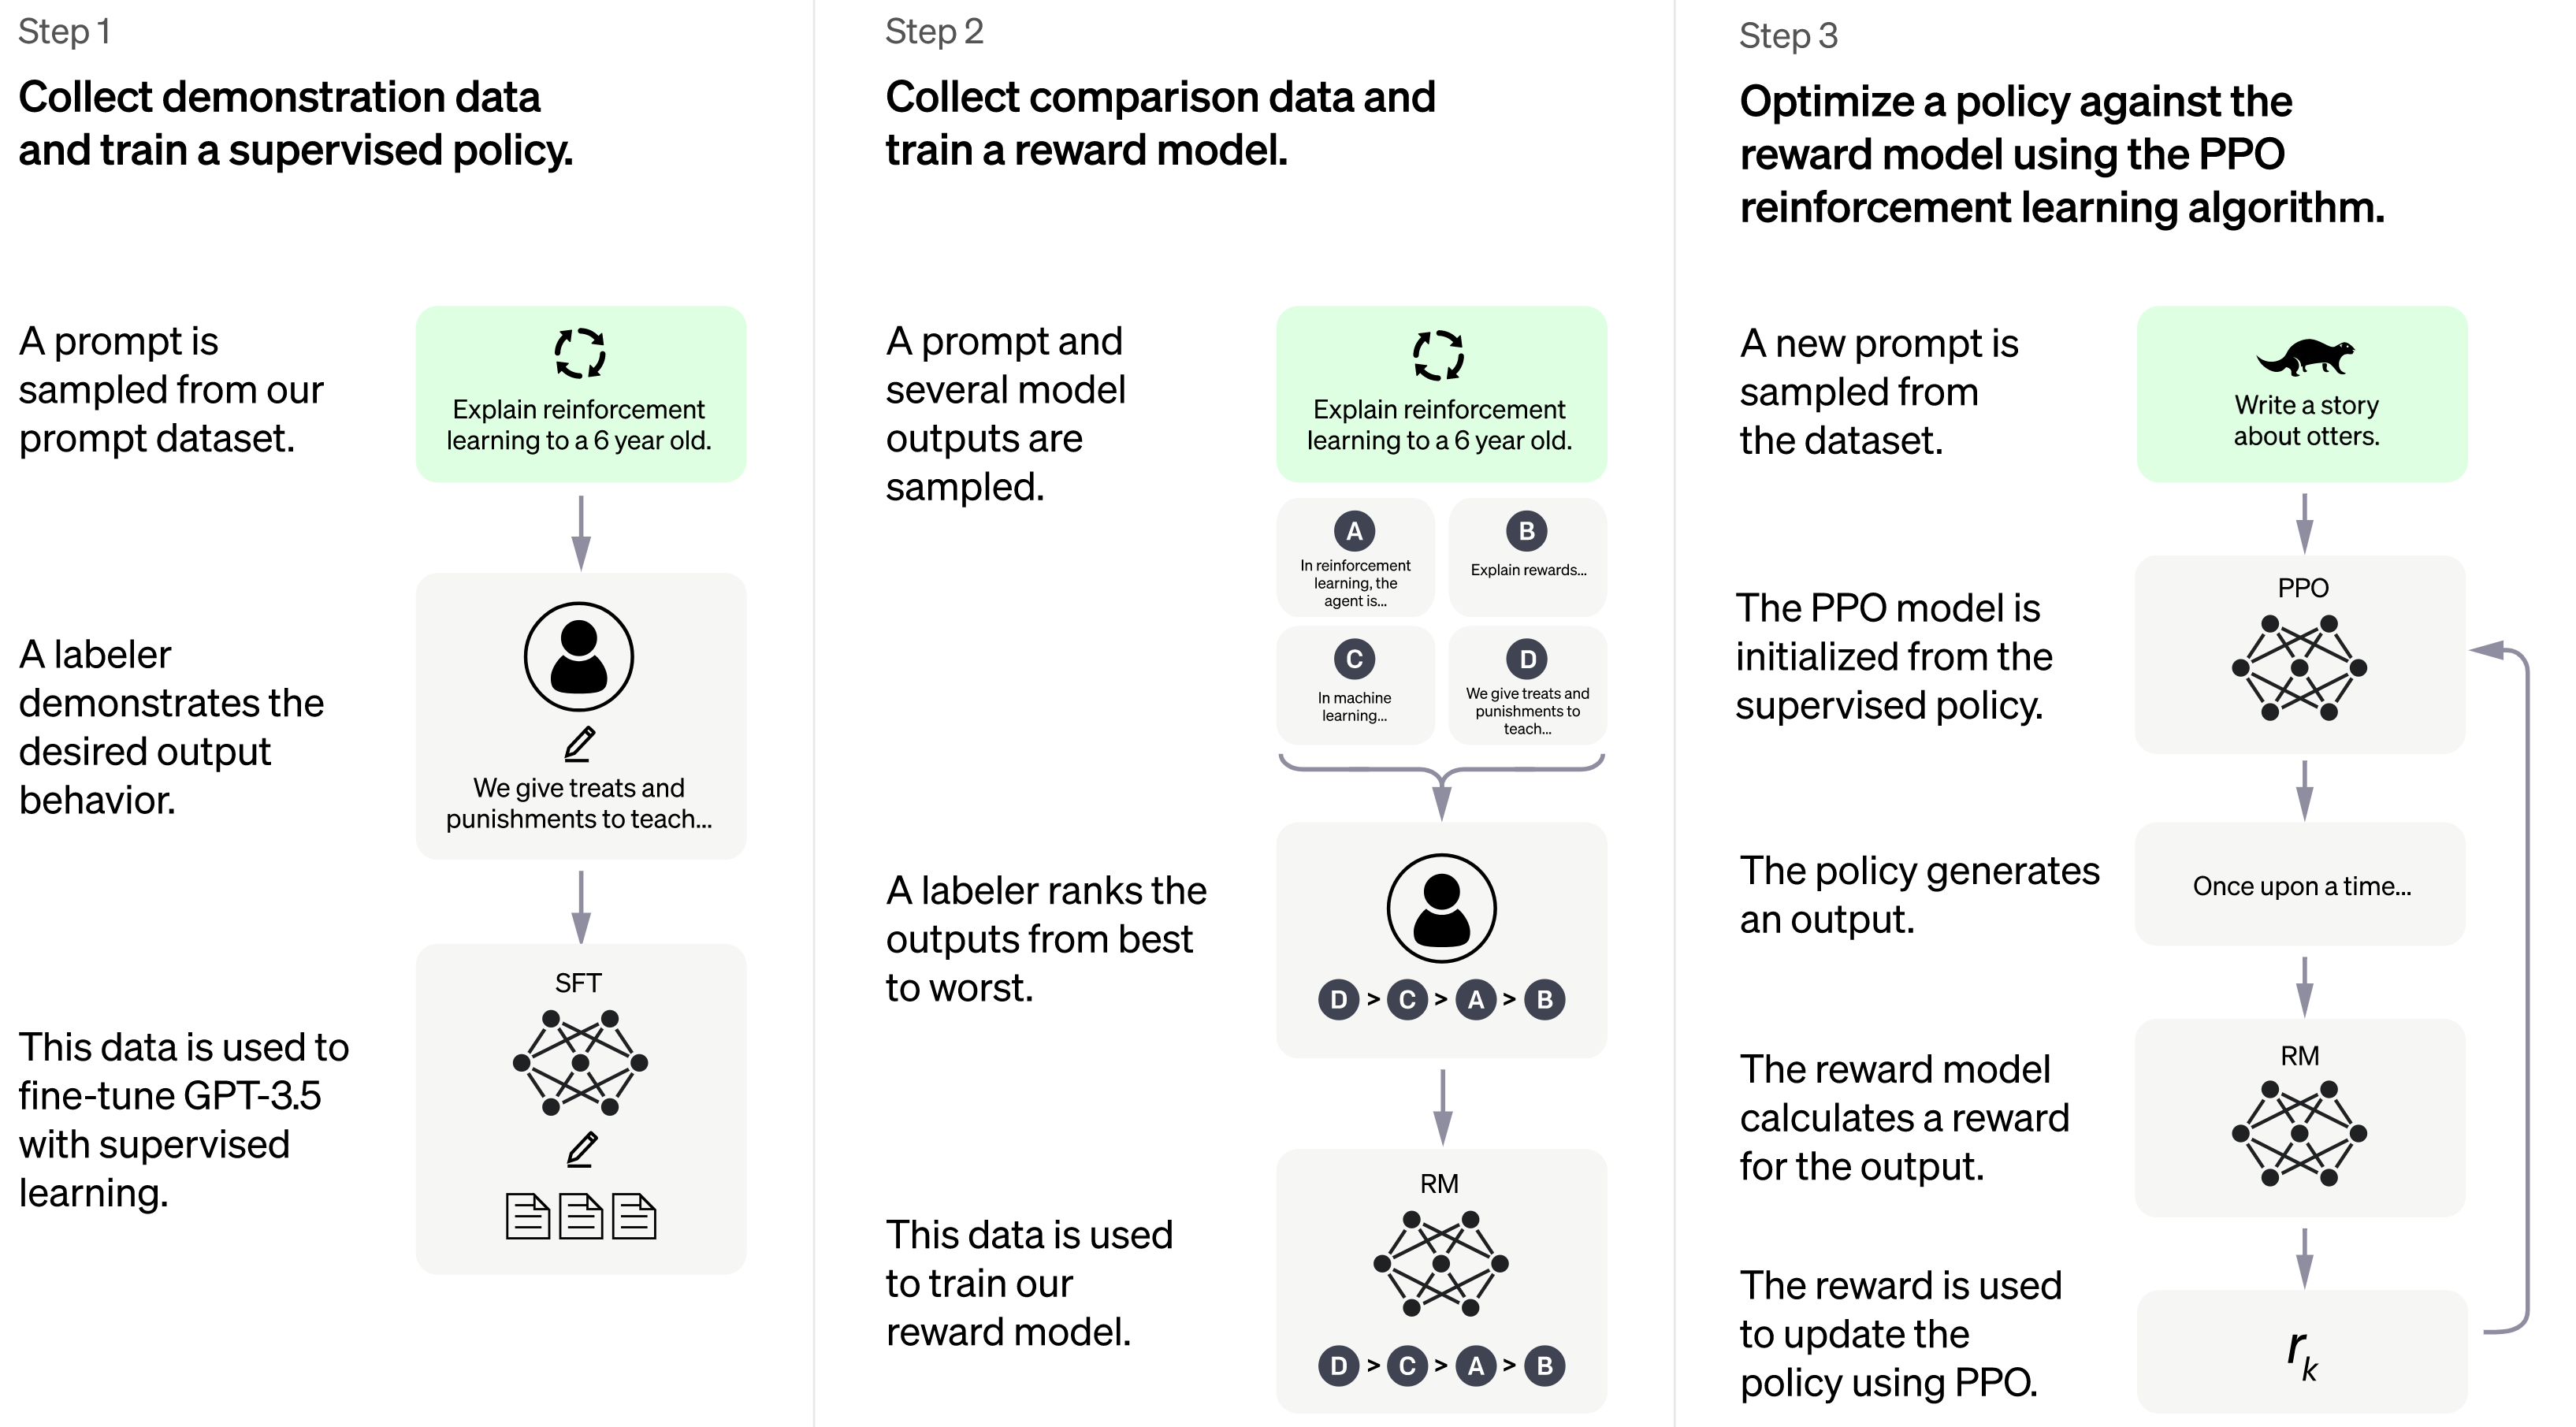 Step 1
Collect demonstration data
and train a supervised policy.
A prompt is
sampled from our
prompt dataset.
Explain reinforcement
learning to a 6 year old.
A labeler
demonstrates the
desired output
behavior.
We give treats and
punishments to teach...
This data is used to
fine-tune GPT-3.5
with supervised
learning.
SFT
Step 2
Collect comparison data and
train a reward model.
A prompt and
several model
outputs are
sampled.
Explain reinforcement
learning to a 6 year old.
A
In reinforcement
learning, the
agent is...
B
Explain rewards...
C
In machine
learning...
D
We give treats and
punishments to
teach...
A labeler ranks the
outputs from best
to worst.
D > C > A > B
This data is used
to train our
reward model.
RM
D > C > A > B
Step 3
Optimize a policy against the
reward model using the PPO
reinforcement learning algorithm.
A new prompt is
sampled from
the dataset.
Write a story
about otters.
The PPO model is
initialized from the
supervised policy.
PPO
The policy generates
an output.
Once upon a time...
The reward model
calculates a reward
for the output.
RM
The reward is used
to update the
policy using PPO.
r_k